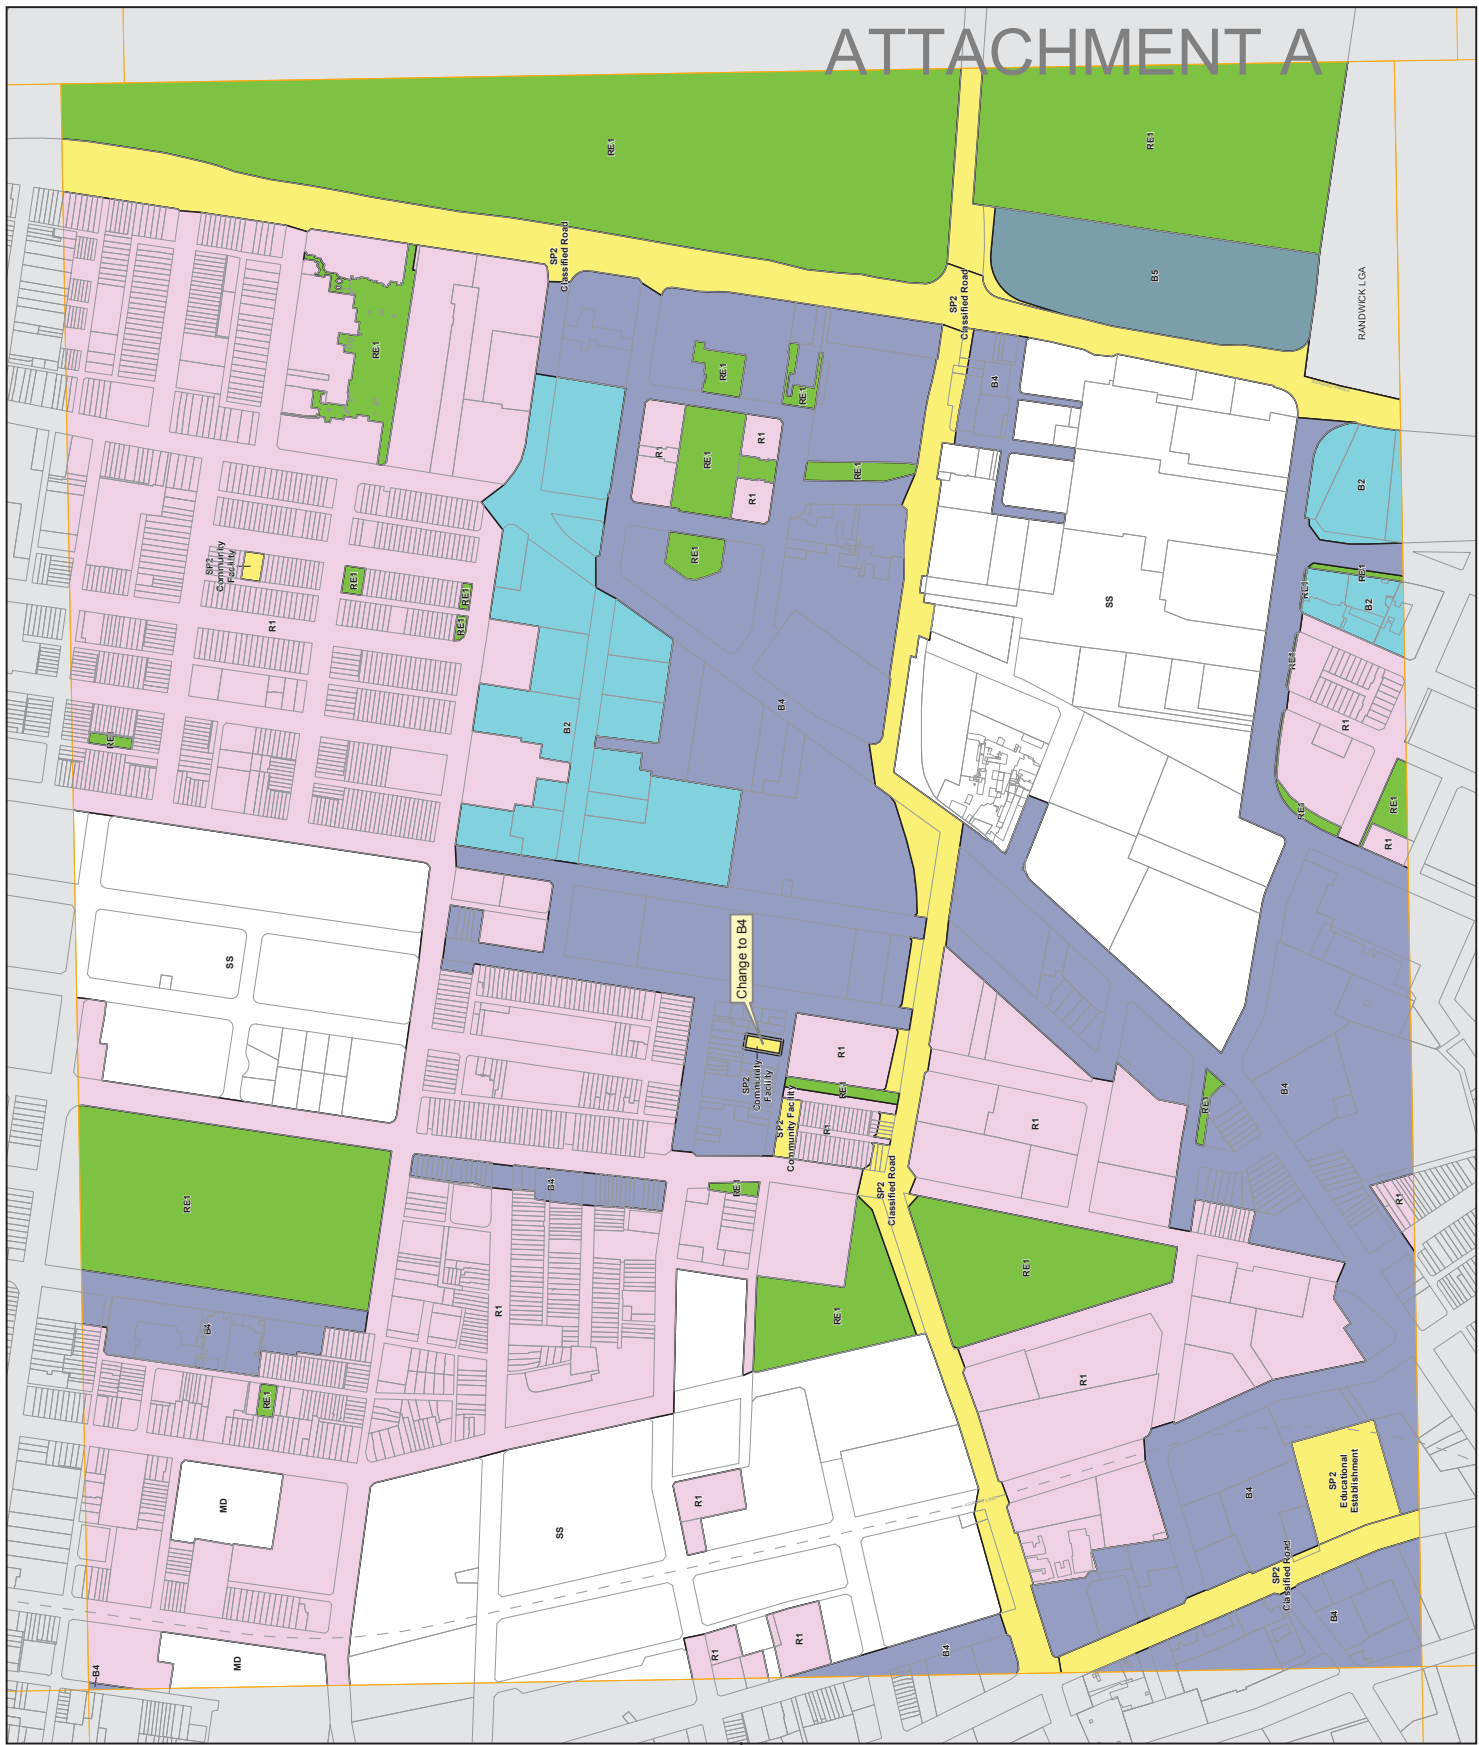 ATTACHMENT A
RE1
RE1
SP2
Classified Road
B5
SP2
Classified Road
RANDWICK LGA
RE1
RE1
RE1
B4
R1
RE1
R1
R1
RE1
B2
RE1
SP2
Community
Facility
RE1
RE1
RE1
R1
SS
RE1
RE1
B2
RE1
B4
B2
R1
RE1
RE1
RE1
R1
SS
Change to B4
R1
SP2
Community
Facility
RE1
SP2
Community Facility
R1
R1
RE1
B4
RE1
B4
RE1
SP2
Classified Road
R1
RE1
R1
RE1
B4
RE1
R1
MD
SS
R1
B4
SP2
Educational
Establishment
SP2
Classified Road
B4
B4
MD
R1
R1
B4